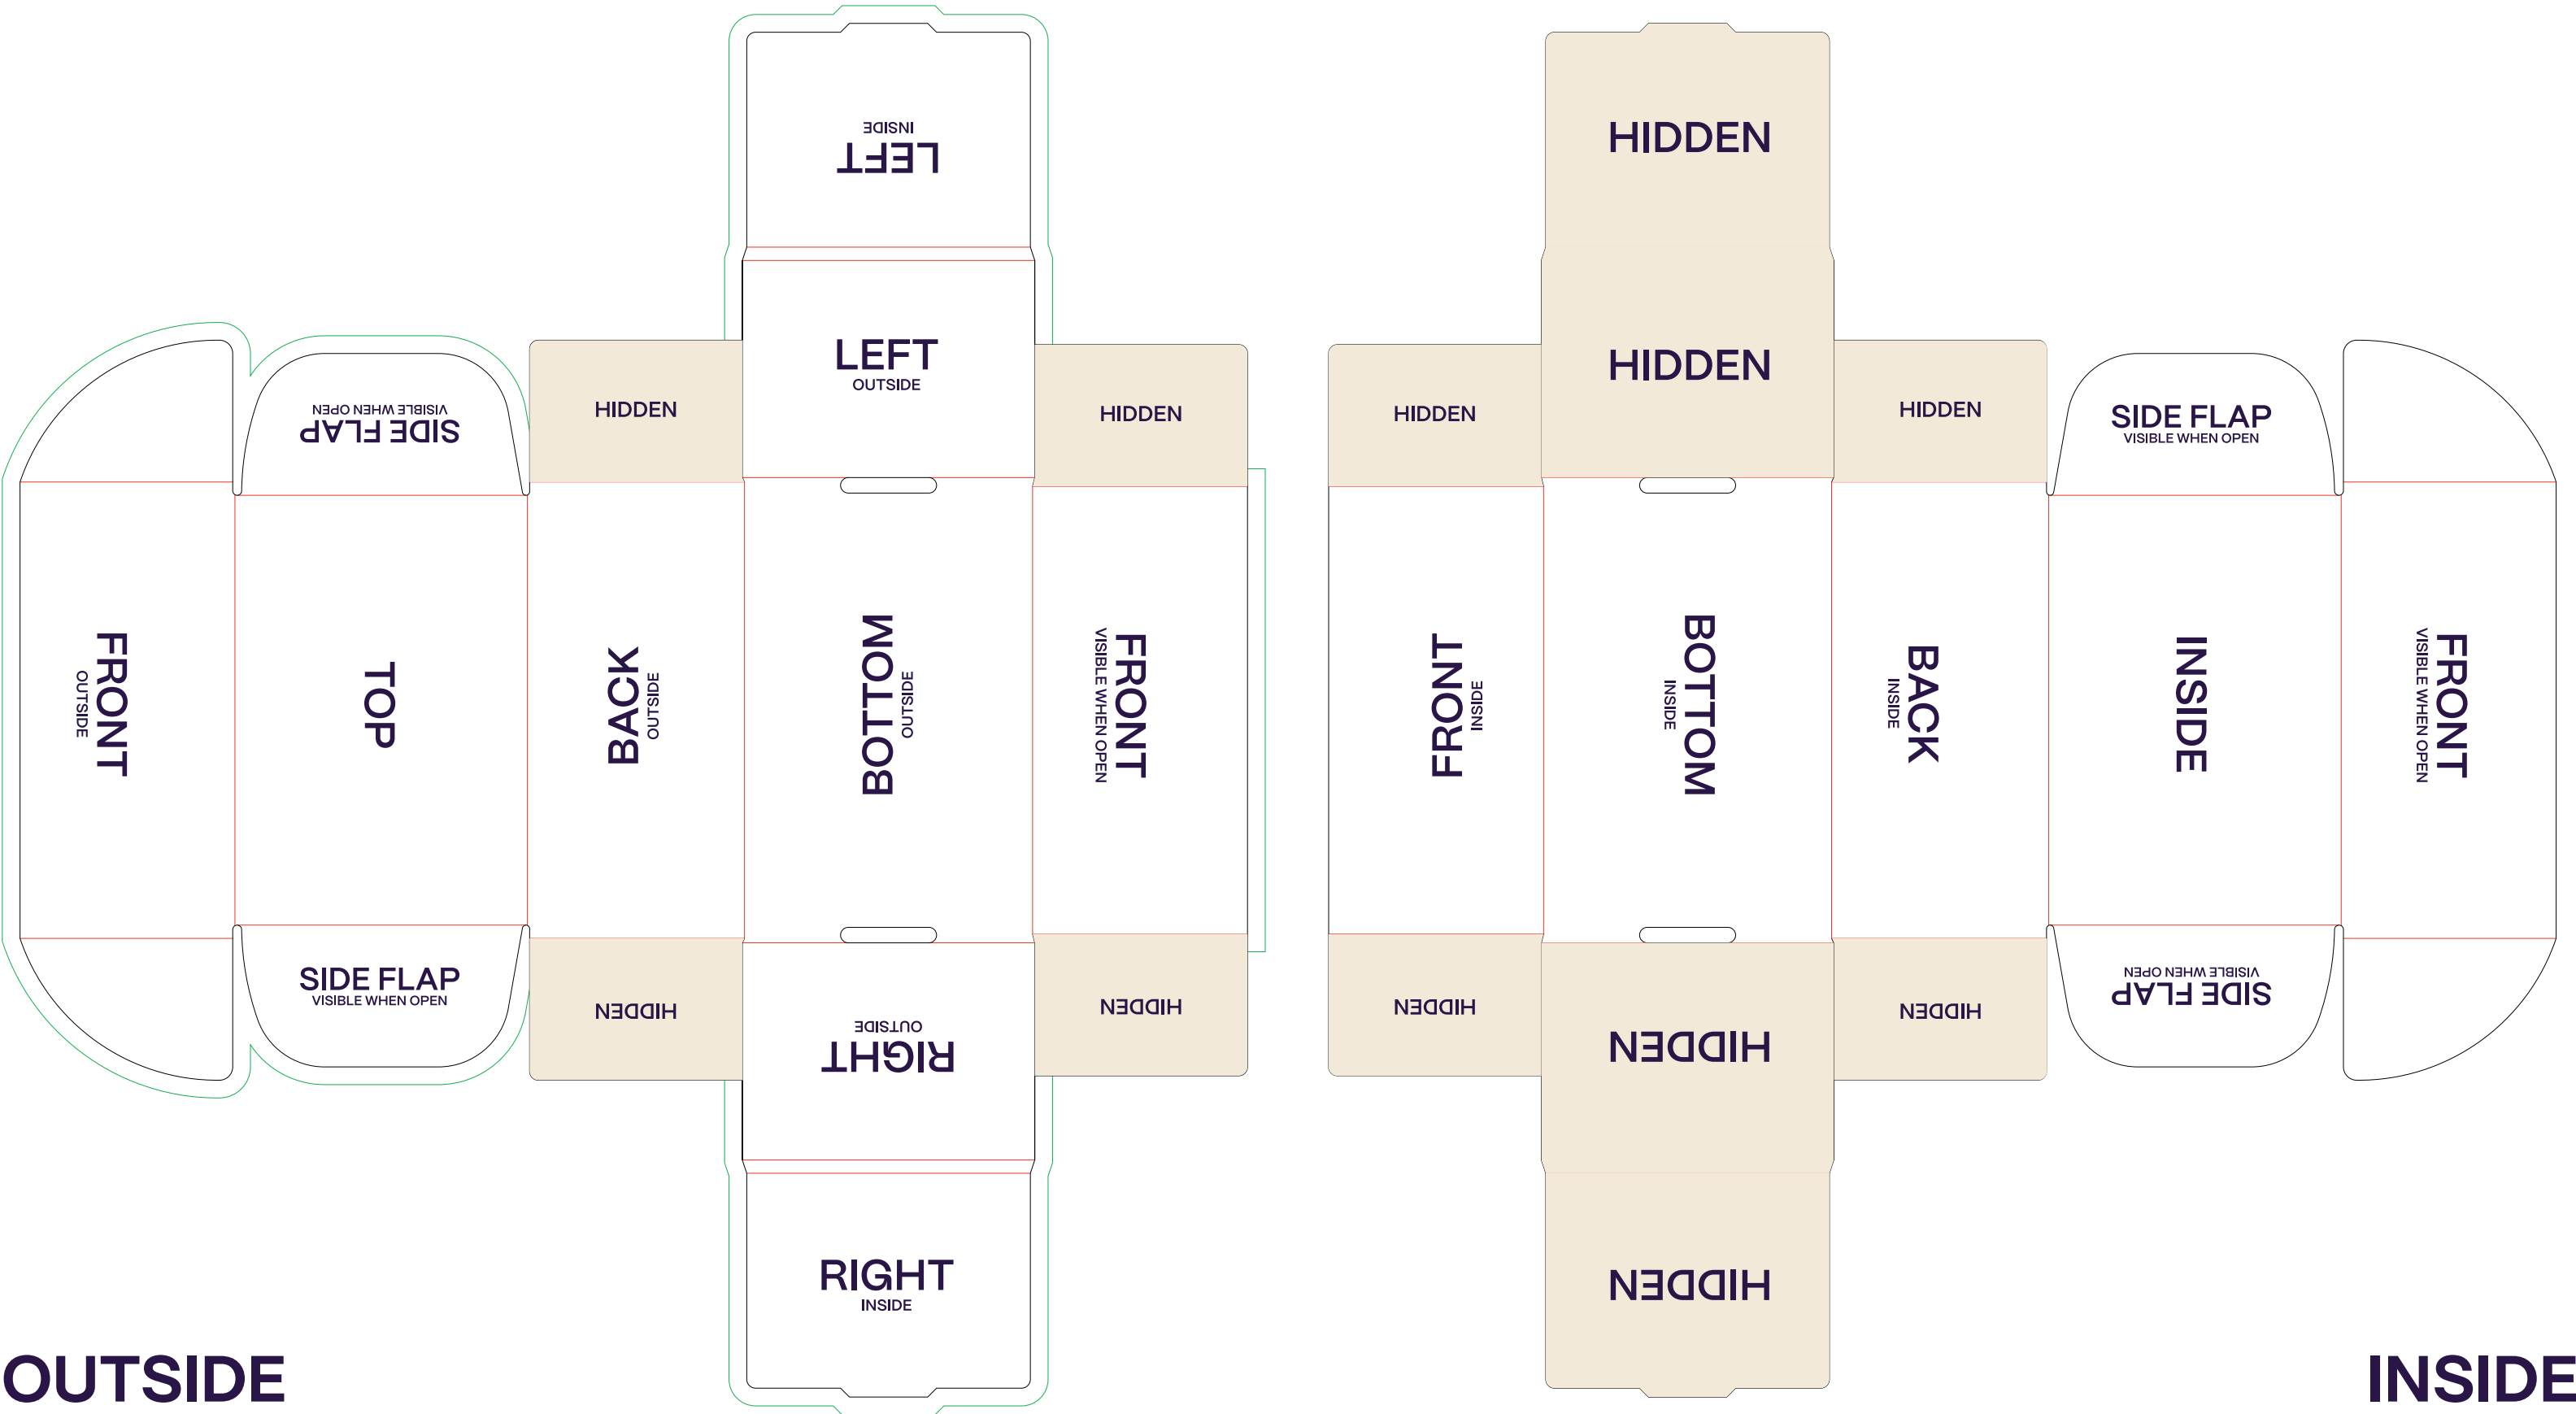 LEFT
INSIDE
LEFT
OUTSIDE
HIDDEN
HIDDEN
SIDE FLAP
VISIBLE WHEN OPEN
FRONT
OUTSIDE
TOP
BACK
OUTSIDE
BOTTOM
OUTSIDE
FRONT
VISIBLE WHEN OPEN
SIDE FLAP
VISIBLE WHEN OPEN
HIDDEN
RIGHT
OUTSIDE
HIDDEN
RIGHT
INSIDE
OUTSIDE
HIDDEN
HIDDEN
HIDDEN
HIDDEN
SIDE FLAP
VISIBLE WHEN OPEN
FRONT
INSIDE
BOTTOM
INSIDE
BACK
INSIDE
INSIDE
FRONT
VISIBLE WHEN OPEN
HIDDEN
HIDDEN
HIDDEN
SIDE FLAP
VISIBLE WHEN OPEN
HIDDEN
INSIDE